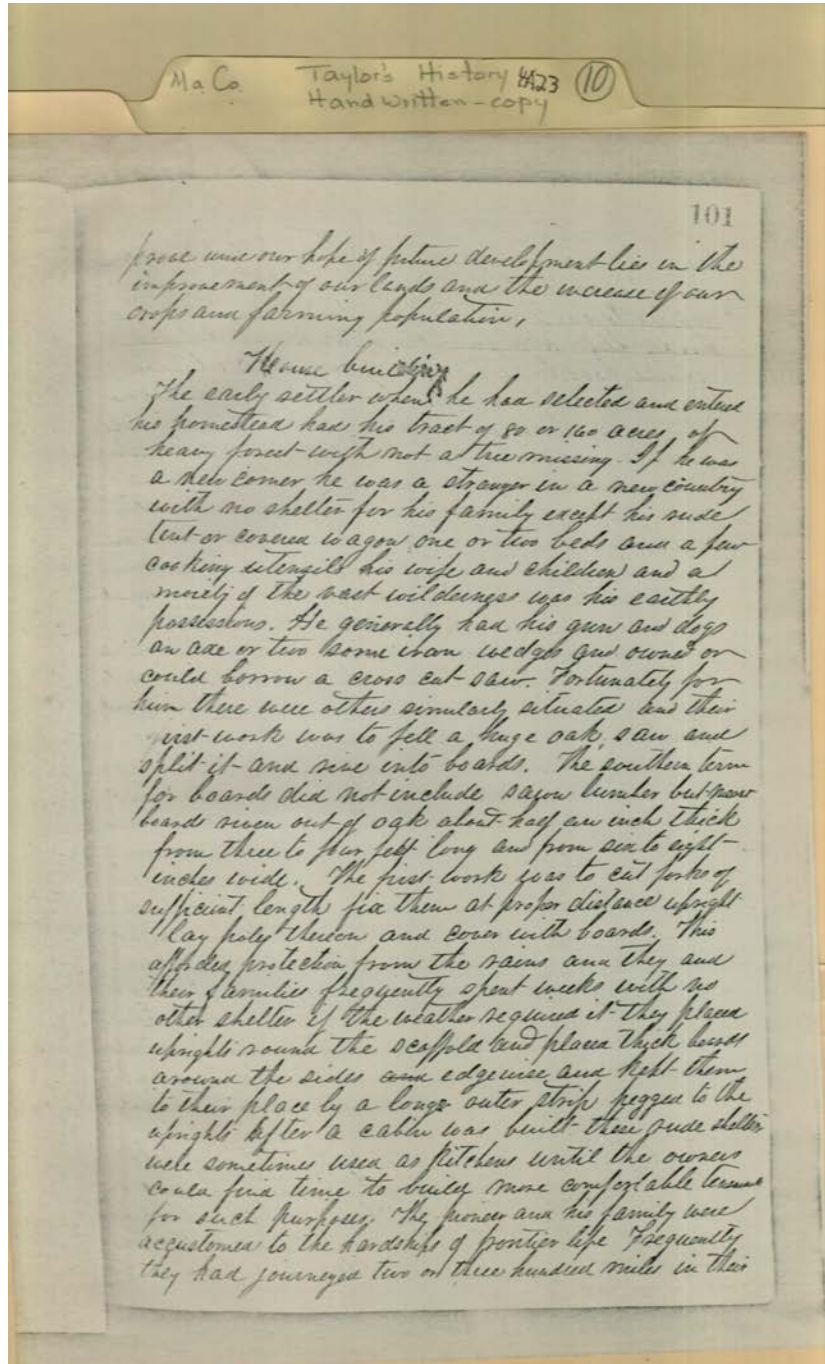 Ma. Co. Taylor's History 4A23 10
Handwritten-copy
101
prove our hope of future development lies in the
improvement of our lands and the increase of our
crops and farming population,
House building
The early settler when he had selected and entered
his homestead had his tract of 80 or 160 acres of
heavy forest with not a tree missing. If he was
a new comer he was a stranger in a new country
with no shelter for his family except his rude
tent or covered wagon one or two beds and a few
cooking utensils his wife and children and a
moiety of the vast wilderness was his earthly
possessions. He generally had his gun and dogs
an axe or two some iron wedges and owned or
could borrow a cross cut saw. Fortunately for
him there were others similarly situated and their
first work was to fell a huge oak, saw and
split it and rive into boards. The southern term
for boards did not include sawn lumber but
boards riven out of oak about half an inch thick
from three to four feet long and from six to eight
inches wide. The first work was to cut forks of
sufficient length fix them at proper distance upright
lay poles thereon and cover with boards. This
afforded protection from the rains and they and
their families frequently spent weeks with no
other shelter if the weather required it they placed
uprights round the scaffold and placed thick boards
around the sides and edgewise and kept them
to their place by a longe outer strip pegged to the
uprights After a cabin was built these rude shelters
were sometimes used as kitchens until the owners
could find time to build more comfortable
for such purposes. The pioneer and his family were
accustomed to the hardships of frontier life Frequently
they had journeyed two or three hundred miles in their